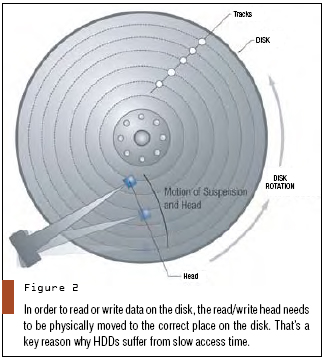 Tracks
DISK
DISK
ROTATION
Motion of Suspension
and Head
Head
Figure 2
In order to read or write data on the disk, the read/write head needs
to be physically moved to the correct place on the disk. That's a
key reason why HDDs suffer from slow access time.